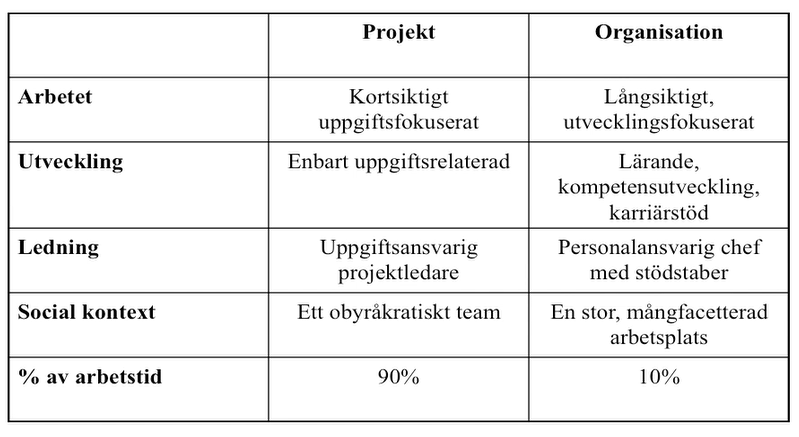 Projekt
Organisation
Arbetet
Kortsiktigt
uppgiftsfokuserat
Långsiktigt,
utvecklingsfokuserat
Utveckling
Enbart uppgiftsrelaterad
Lärande,
kompetensutveckling,
karriärstöd
Ledning
Uppgiftsansvarig
projektledare
Personalansvarig chef
med stödstaber
Social kontext
Ett obyråkratiskt team
En stor, mångfacetterad
arbetsplats
% av arbetstid
90%
10%